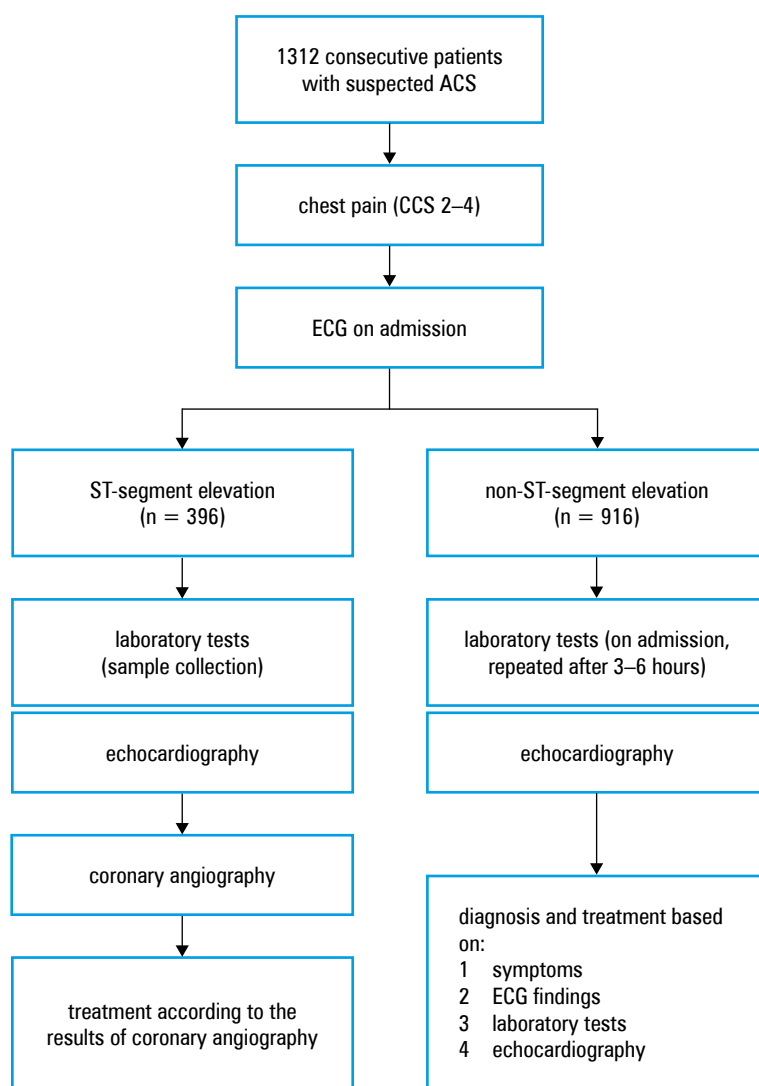 1312 consecutive patients
with suspected ACS
chest pain (CCS 2–4)
ECG on admission
ST-segment elevation
(n = 396)
non-ST-segment elevation
(n = 916)
laboratory tests
(sample collection)
laboratory tests (on admission,
repeated after 3–6 hours)
echocardiography
echocardiography
coronary angiography
treatment according to the
results of coronary angiography
diagnosis and treatment based
on:
1 symptoms
2 ECG findings
3 laboratory tests
4 echocardiography